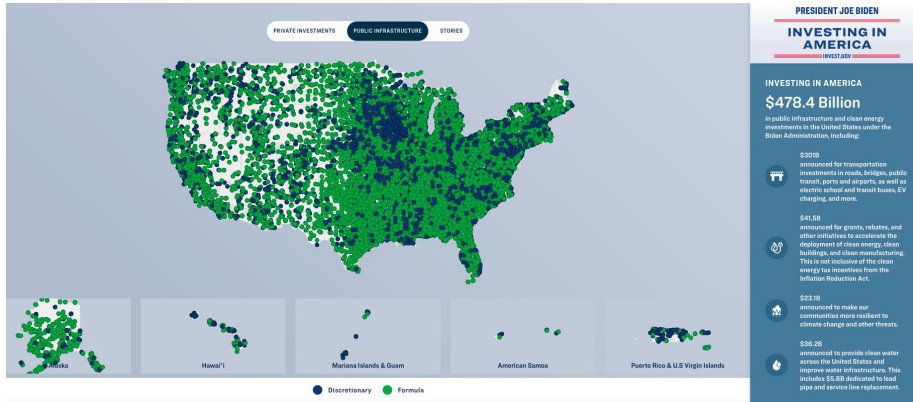 PRIVATE INVESTMENTS
PUBLIC INFRASTRUCTURE
STORIES
Alaska
Hawai'i
Mariana Islands & Guam
American Samoa
Puerto Rico & U.S Virgin Islands
Discretionary
Formula
PRESIDENT JOE BIDEN
INVESTING IN
AMERICA
INVEST.GOV
INVESTING IN AMERICA
$478.4 Billion
in public infrastructure and clean energy
investments in the United States under the
Biden Administration, including:
$301B
announced for transportation
investments in roads, bridges, public
transit, ports and airports, as well as
electric school and transit buses, EV
charging, and more.
$41.5B
announced for grants, rebates, and
other initiatives to accelerate the
deployment of clean energy, clean
buildings, and clean manufacturing.
This is not inclusive of the clean
energy tax incentives from the
Inflation Reduction Act.
$23.1B
announced to make our
communities more resilient to
climate change and other threats.
$36.2B
announced to provide clean water
across the United States and
improve water infrastructure. This
includes $5.8B dedicated to lead
pipe and service line replacement.